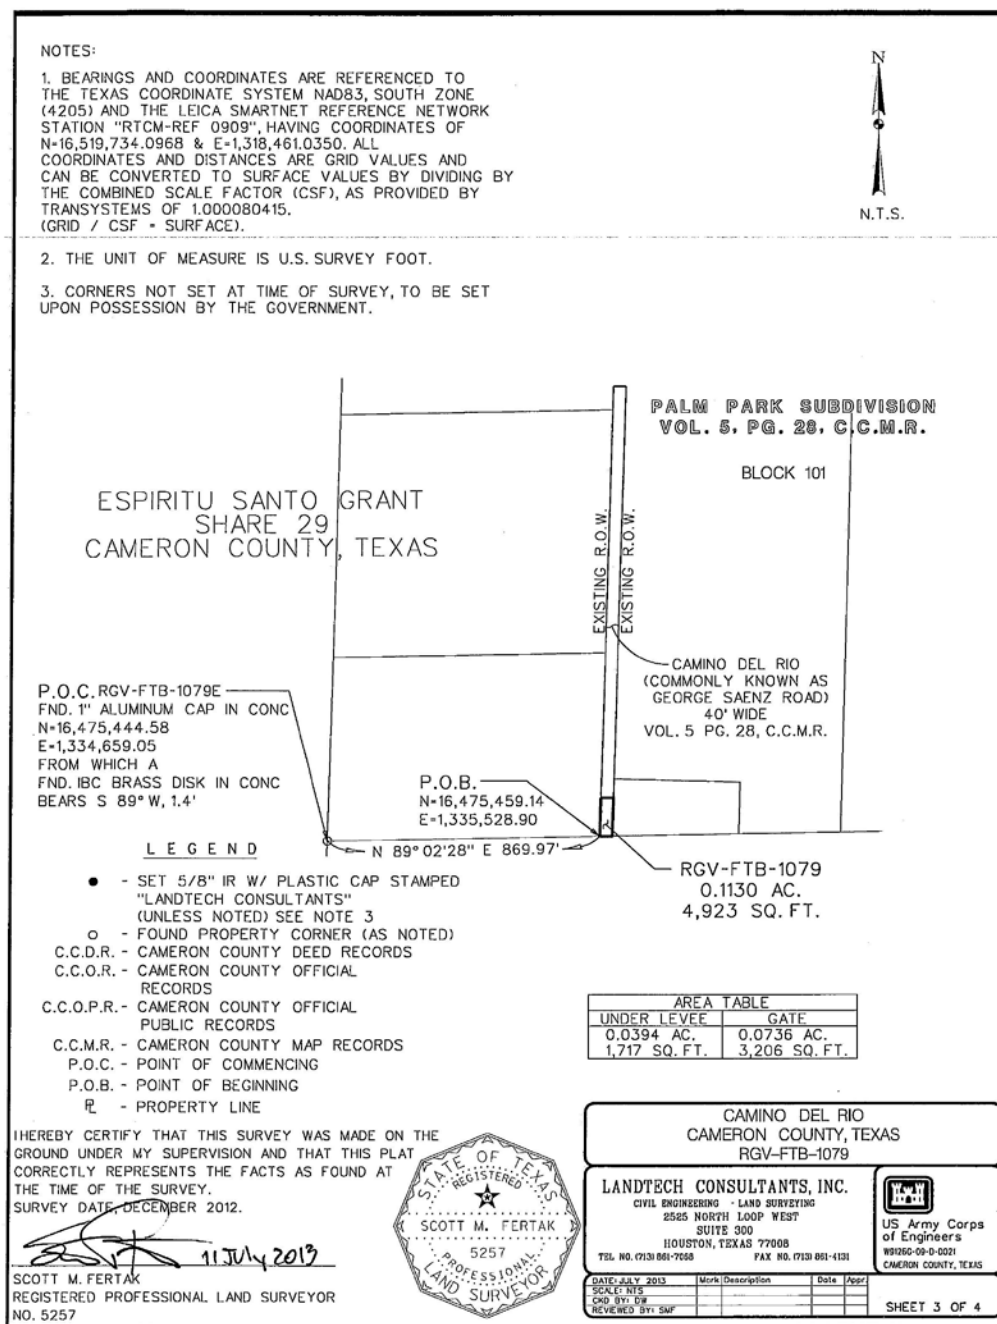 NOTES:
1. BEARINGS AND COORDINATES ARE REFERENCED TO
THE TEXAS COORDINATE SYSTEM NAD83, SOUTH ZONE
(4205) AND THE LEICA SMARTNET REFERENCE NETWORK
STATION "RTCM-REF 0909", HAVING COORDINATES OF
N=16,519,734.0968 & E=1,318,461.0350. ALL
COORDINATES AND DISTANCES ARE GRID VALUES AND
CAN BE CONVERTED TO SURFACE VALUES BY DIVIDING BY
THE COMBINED SCALE FACTOR (CSF), AS PROVIDED BY
TRANSYSTEMS OF 1.000080415.
(GRID / CSF = SURFACE).
2. THE UNIT OF MEASURE IS U.S. SURVEY FOOT.
3. CORNERS NOT SET AT TIME OF SURVEY, TO BE SET
UPON POSSESSION BY THE GOVERNMENT.
N
N.T.S.
PALM PARK SUBDIVISION
VOL. 5, PG. 28, C.C.M.R.
BLOCK 101
ESPIRITU SANTO GRANT
SHARE 29
CAMERON COUNTY, TEXAS
EXISTING R.O.W.
EXISTING R.O.W.
CAMINO DEL RIO
(COMMONLY KNOWN AS
GEORGE SAENZ ROAD)
40' WIDE
VOL. 5 PG. 28, C.C.M.R.
P.O.C. RGV-FTB-1079E
FND. 1" ALUMINUM CAP IN CONC
N=16,475,444.58
E=1,334,659.05
FROM WHICH A
FND. IBC BRASS DISK IN CONC
BEARS S 89° W, 1.4'
P.O.B.
N=16,475,459.14
E=1,335,528.90
N 89° 02'28" E 869.97'
RGV-FTB-1079
0.1130 AC.
4,923 SQ. FT.
LEGEND
● - SET 5/8" IR W/ PLASTIC CAP STAMPED
"LANDTECH CONSULTANTS"
(UNLESS NOTED) SEE NOTE 3
○ - FOUND PROPERTY CORNER (AS NOTED)
C.C.D.R. - CAMERON COUNTY DEED RECORDS
C.C.O.R. - CAMERON COUNTY OFFICIAL
RECORDS
C.C.O.P.R. - CAMERON COUNTY OFFICIAL
PUBLIC RECORDS
C.C.M.R. - CAMERON COUNTY MAP RECORDS
P.O.C. - POINT OF COMMENCING
P.O.B. - POINT OF BEGINNING
PL - PROPERTY LINE
AREA TABLE
UNDER LEVEE GATE
0.0394 AC. 0.0736 AC.
1,717 SQ. FT. 3,206 SQ. FT.
I HEREBY CERTIFY THAT THIS SURVEY WAS MADE ON THE
GROUND UNDER MY SUPERVISION AND THAT THIS PLAT
CORRECTLY REPRESENTS THE FACTS AS FOUND AT
THE TIME OF THE SURVEY.
SURVEY DATE, DECEMBER 2012.
11 July 2013
SCOTT M. FERTAK
REGISTERED PROFESSIONAL LAND SURVEYOR
NO. 5257
STATE OF TEXAS
REGISTERED
SCOTT M. FERTAK
5257
PROFESSIONAL
LAND SURVEYOR
CAMINO DEL RIO
CAMERON COUNTY, TEXAS
RGV-FTB-1079
LANDTECH CONSULTANTS, INC.
CIVIL ENGINEERING - LAND SURVEYING
2525 NORTH LOOP WEST
SUITE 300
HOUSTON, TEXAS 77008
TEL NO. (713) 861-7068 FAX NO. (713) 861-4131
US Army Corps
of Engineers
W9126G-09-D-0021
CAMERON COUNTY, TEXAS
DATE: JULY 2013 Mark Description Date Appr.
SCALE: NTS
CKD BY: DW
REVIEWED BY: SMF
SHEET 3 OF 4